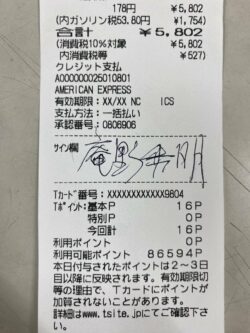 178円 ¥5,802
(内ガソリン税53.80円 ¥1,754)
合計 ¥5,802
(消費税10%対象 ¥5,802
内消費税等 ¥527)
クレジット支払
A000000025010801
AMERICAN EXPRESS
有効期限:XX/XX NC ICS
支払方法:一括払い
承認番号:0806906
サイン欄
Tカード番号:XXXXXXXXXXXX9804
Tポイント:基本P 16P
特別P 0P
今回計 16P
利用ポイント 0P
利用可能ポイント 86594P
本日付与されたポイントは2〜3日
目以降に反映されます。有効期限切
等の理由で、Tカードにポイントが
加算されないことがあります。
詳細はwww.tsite.jpにてご確認下さ
い。